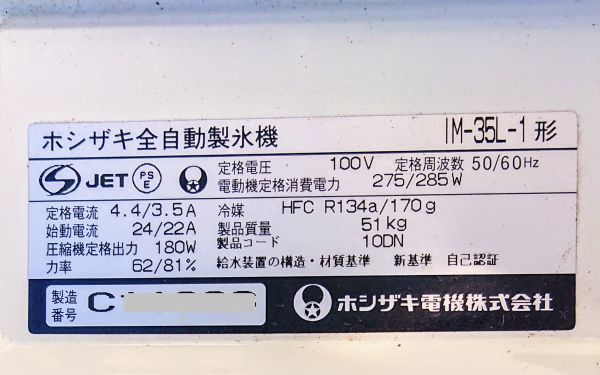 ホシザキ全自動製氷機 IM-35L-1 形
JET PS E 定格電圧 100V 定格周波数 50/60Hz
電動機定格消費電力 275/285W
定格電流 4.4/3.5A 冷媒 HFC R134a/170g
始動電流 24/22A 製品質量 51kg
圧縮機定格出力 180W 製品コード 10DN
力率 62/81% 給水装置の構造・材質基準 新基準 自己認証
製造番号 C ホシザキ電機株式会社